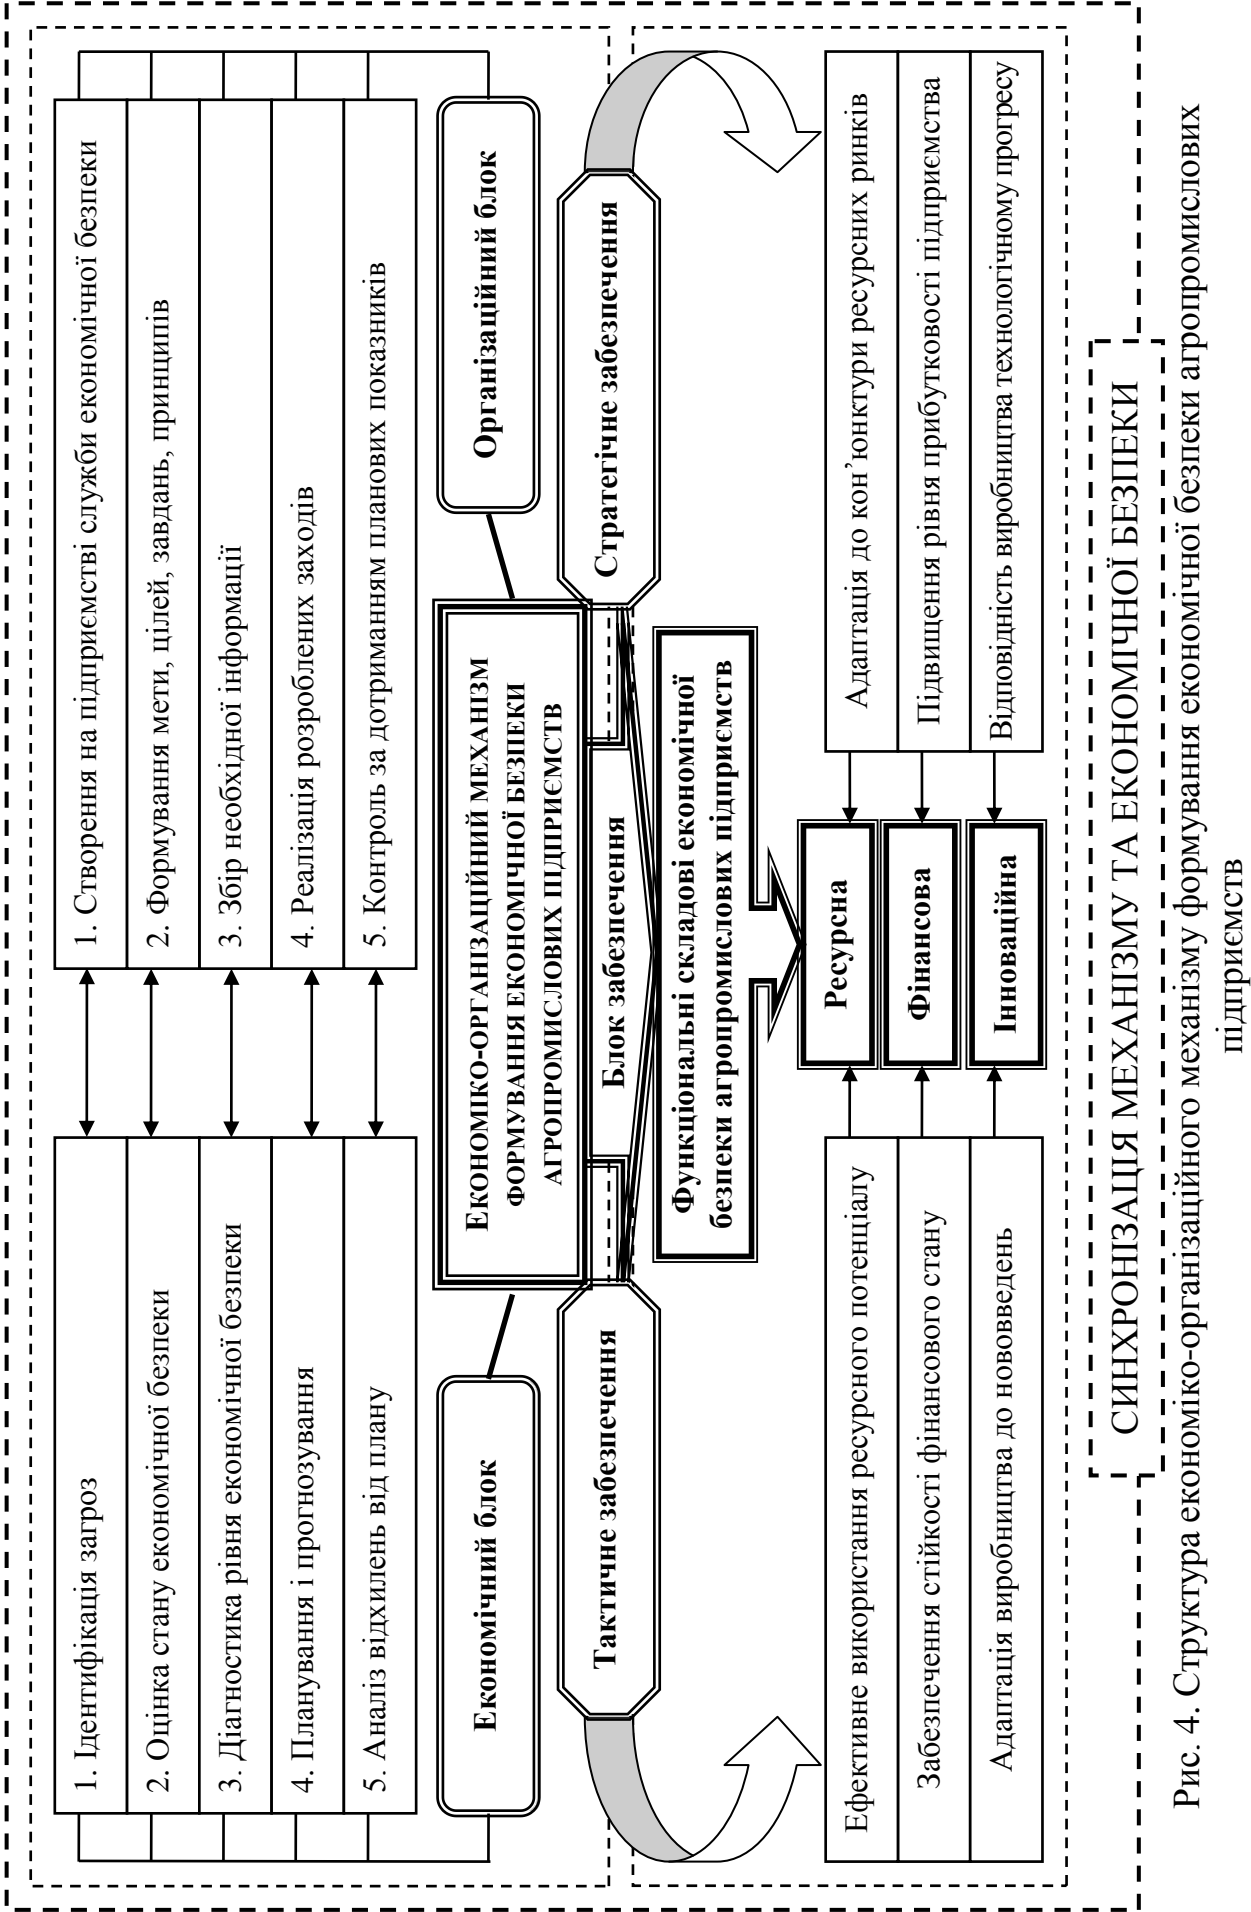 1. Ідентифікація загроз
2. Оцінка стану економічної безпеки
3. Діагностика рівня економічної безпеки
4. Планування і прогнозування
5. Аналіз відхилень від плану
1. Створення на підприємстві служби економічної безпеки
2. Формування мети, цілей, завдань, принципів
3. Збір необхідної інформації
4. Реалізація розроблених заходів
5. Контроль за дотриманням планових показників
Економічний блок
ЕКОНОМІКО-ОРГАНІЗАЦІЙНИЙ МЕХАНІЗМ
ФОРМУВАННЯ ЕКОНОМІЧНОЇ БЕЗПЕКИ
АГРОПРОМИСЛОВИХ ПІДПРИЄМСТВ
Організаційний блок
Тактичне забезпечення
Блок забезпечення
Стратегічне забезпечення
Функціональні складові економічної
безпеки агропромислових підприємств
Ефективне використання ресурсного потенціалу
Забезпечення стійкості фінансового стану
Адаптація виробництва до нововведень
Ресурсна
Фінансова
Інноваційна
Адаптація до кон’юнктури ресурсних ринків
Підвищення рівня прибутковості підприємства
Відповідність виробництва технологічному прогресу
СИНХРОНІЗАЦІЯ МЕХАНІЗМУ ТА ЕКОНОМІЧНОЇ БЕЗПЕКИ
Рис. 4. Структура економіко-організаційного механізму формування економічної безпеки агропромислових
підприємств